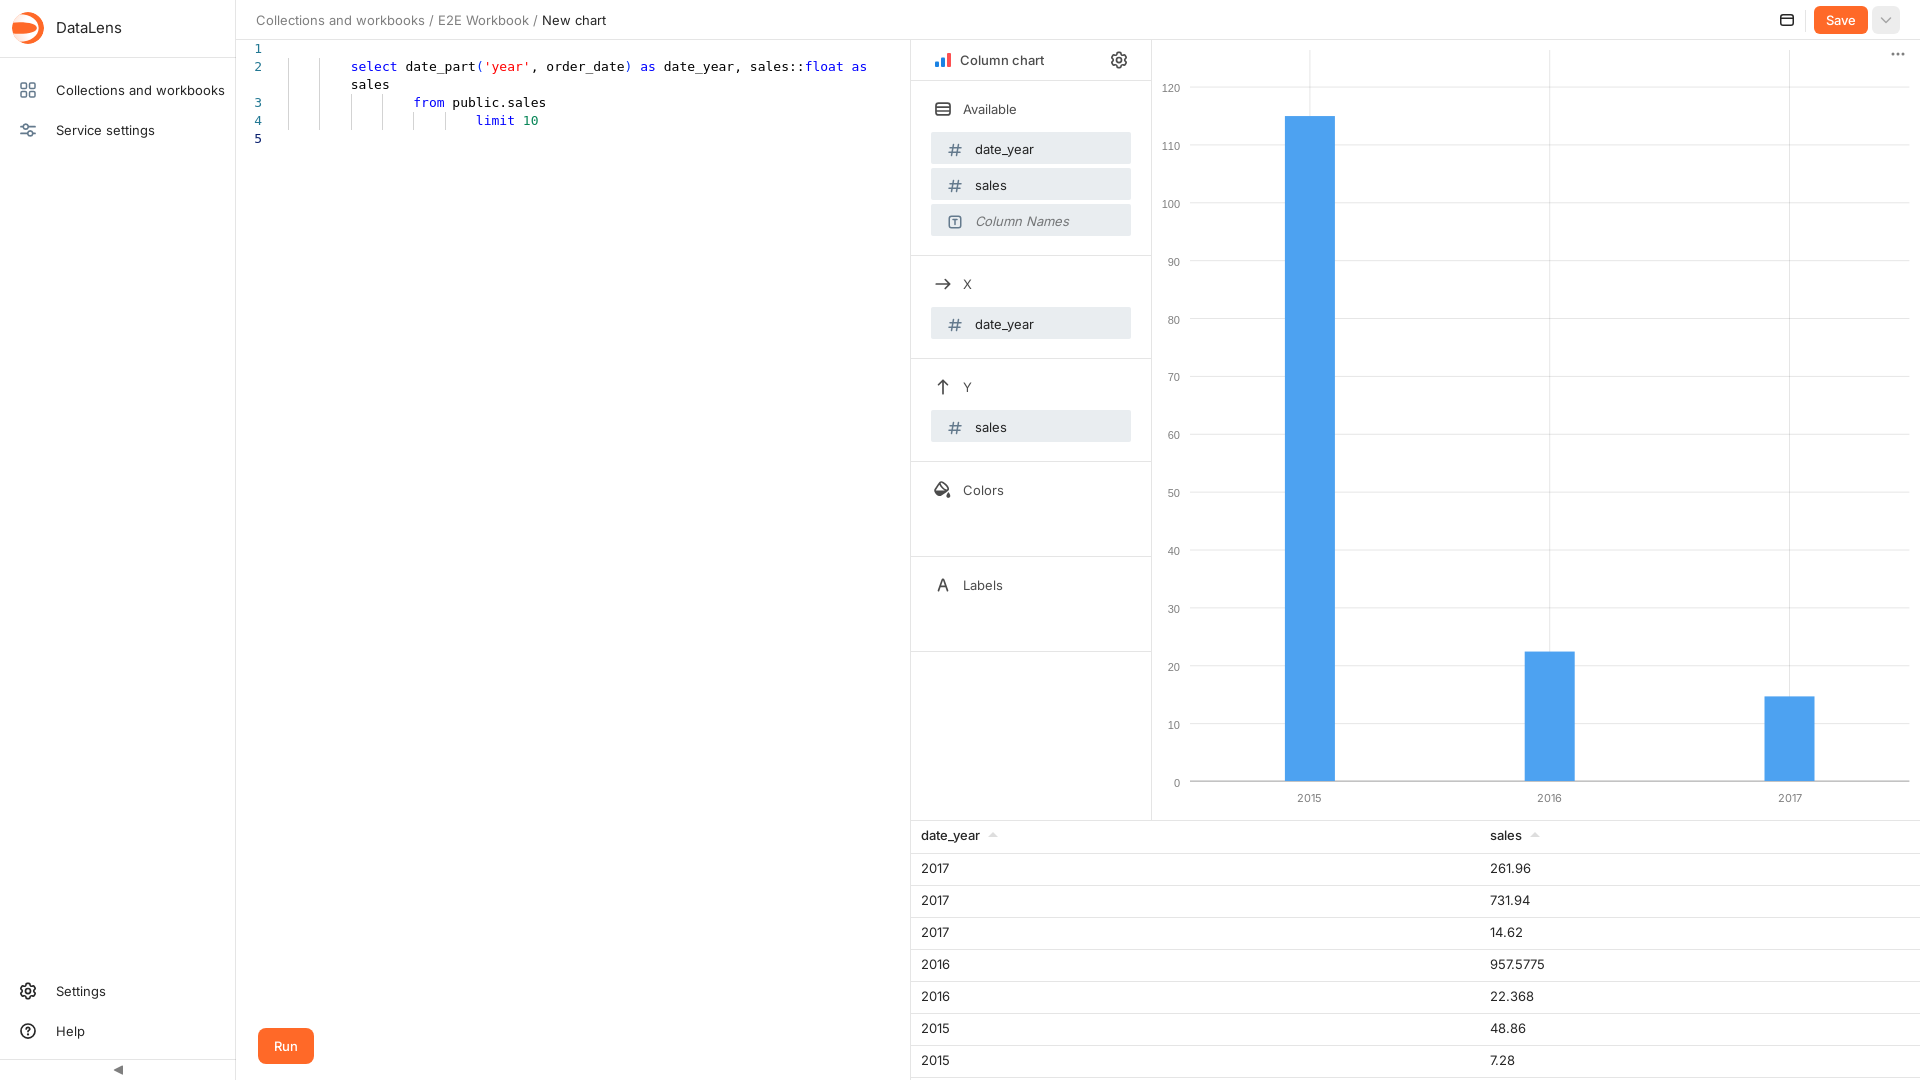 DataLens
Collections and workbooks
Service settings
Settings
Help
Collections and workbooks / E2E Workbook / New chart
Save
1
2 select date_part('year', order_date) as date_year, sales::float as
sales
3 from public.sales
4 limit 10
5
Run
Column chart
Available
date_year
sales
Column Names
X
date_year
Y
sales
Colors
Labels
120
110
100
90
80
70
60
50
40
30
20
10
0
2015 2016 2017
date_year sales
2017 261.96
2017 731.94
2017 14.62
2016 957.5775
2016 22.368
2015 48.86
2015 7.28